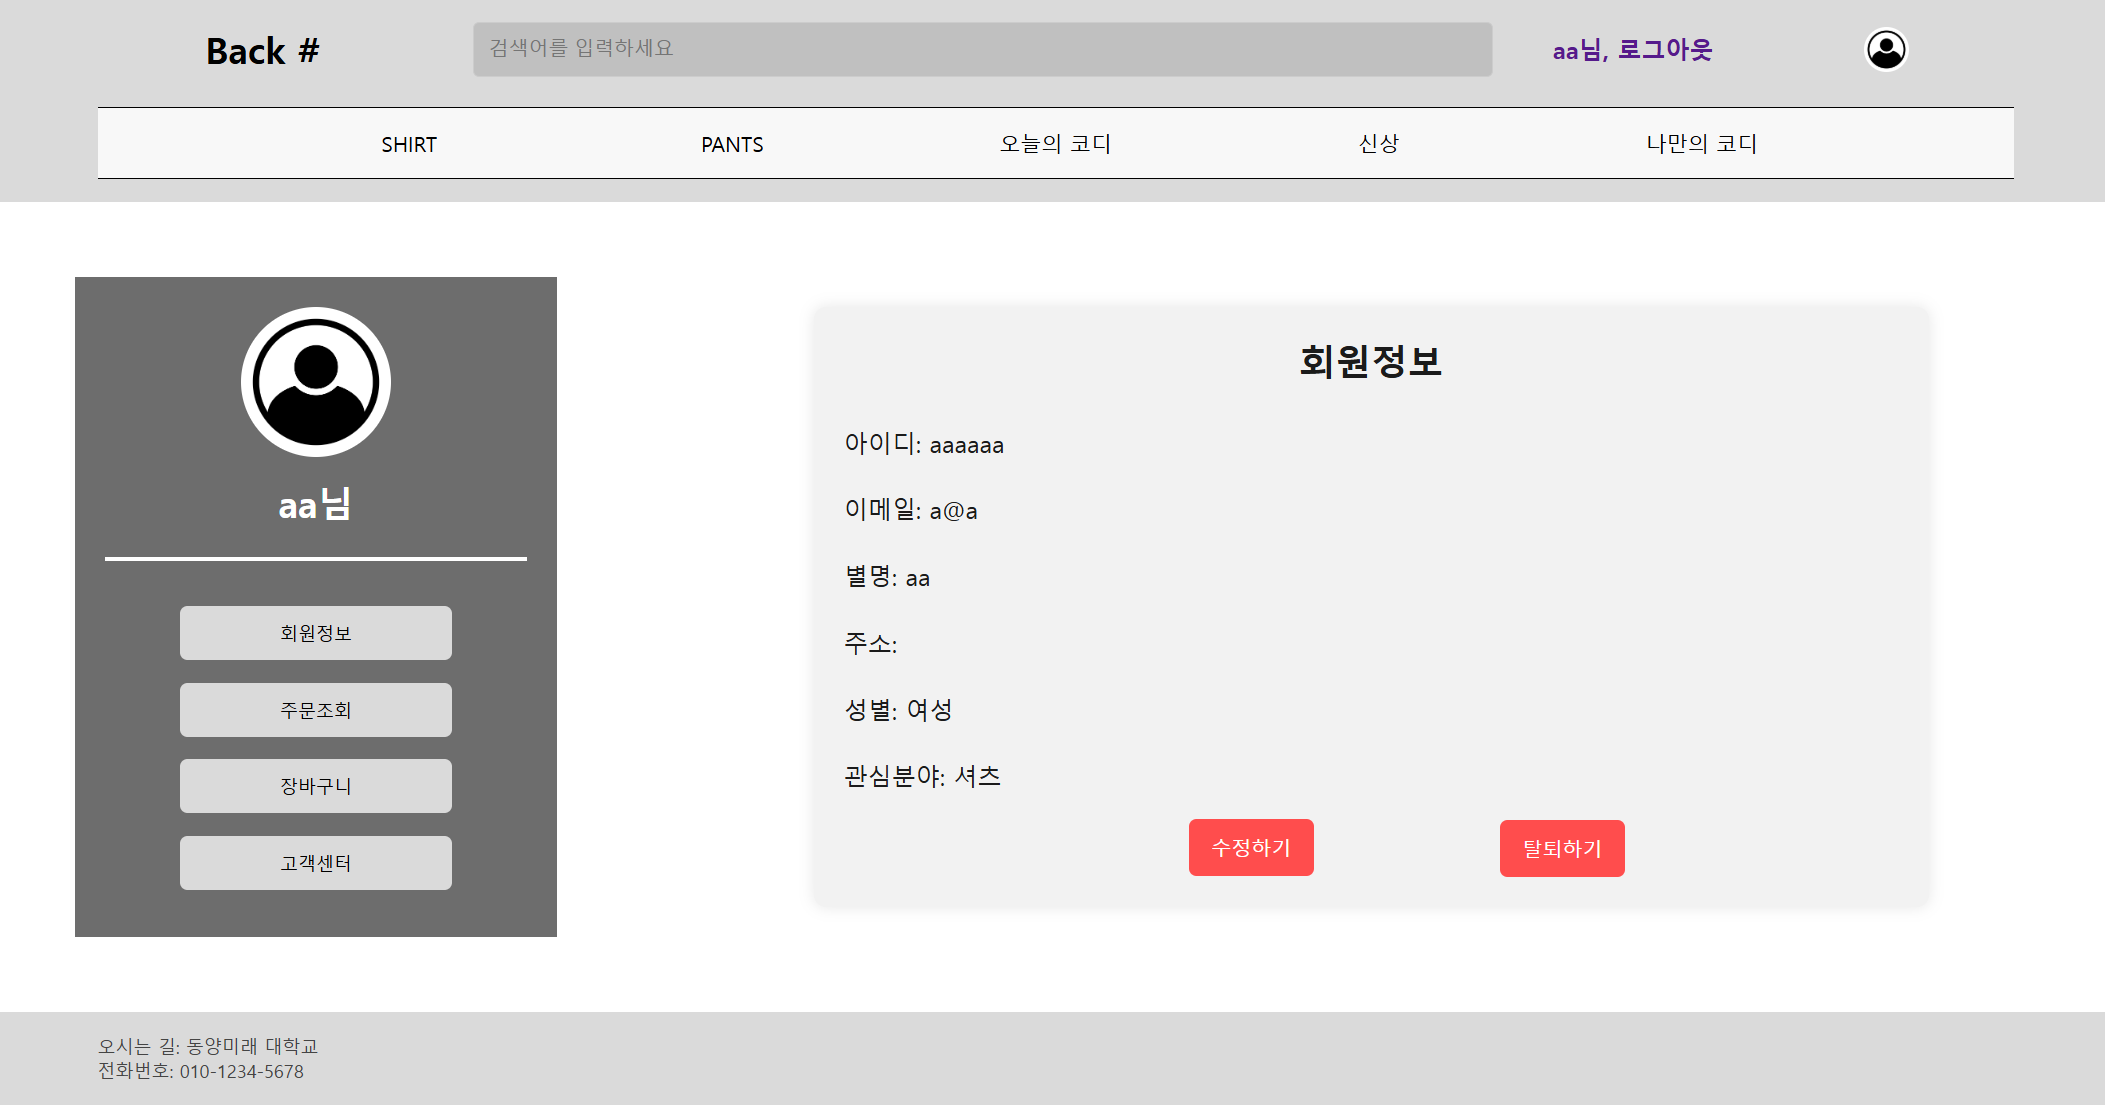 Back #
검색어를 입력하세요
aa님, 로그아웃
SHIRT
PANTS
오늘의 코디
신상
나만의 코디
aa님
회원정보
주문조회
장바구니
고객센터
회원정보
아이디: aaaaaa
이메일: a@a
별명: aa
주소:
성별: 여성
관심분야: 셔츠
수정하기
탈퇴하기
오시는 길: 동양미래 대학교
전화번호: 010-1234-5678